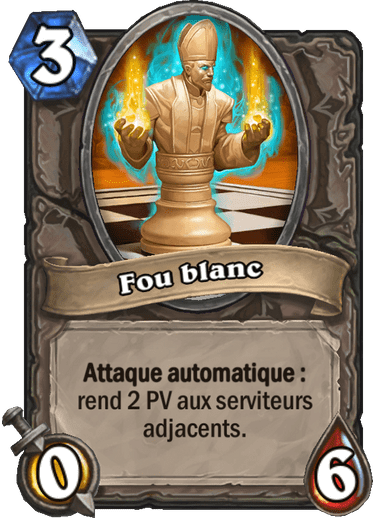 3
Fou blanc
Attaque automatique :
rend 2 PV aux serviteurs
adjacents.
0
6